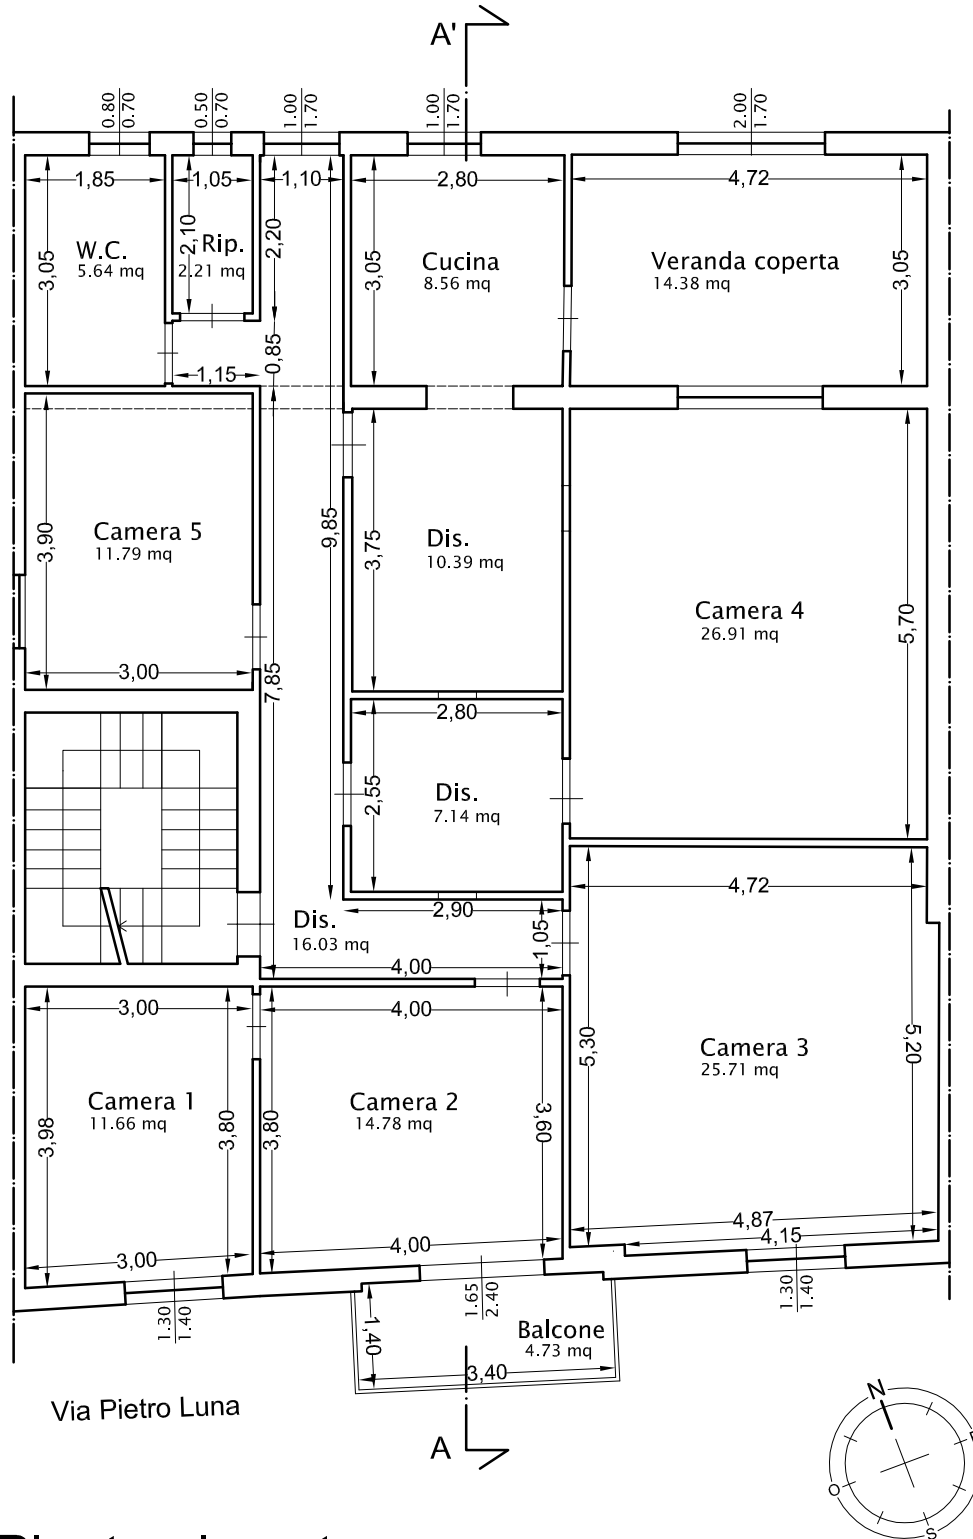 A'
0.80
0.70
0.50
0.70
1.00
1.70
1.00
1.70
2.00
1.70
1,85
1,05
1,10
2,80
4,72
W.C.
5.64 mq
3,05
2,10
Rip.
2.21 mq
2,20
Cucina
8.56 mq
3,05
Veranda coperta
14.38 mq
3,05
0,85
1,15
Camera 5
11.79 mq
3,90
3,00
9,85
7,85
3,75
Dis.
10.39 mq
Camera 4
26.91 mq
5,70
2,80
2,55
Dis.
7.14 mq
2,90
Dis.
16.03 mq
1,05
4,00
4,72
3,00
4,00
5,30
5,20
Camera 3
25.71 mq
Camera 1
11.66 mq
3,98
3,80
3,80
Camera 2
14.78 mq
3,60
3,00
4,00
4,87
4,15
1.30
1.40
1.65
2.40
1.30
1.40
1,40
Balcone
4.73 mq
3,40
Via Pietro Luna
A
N
O
S